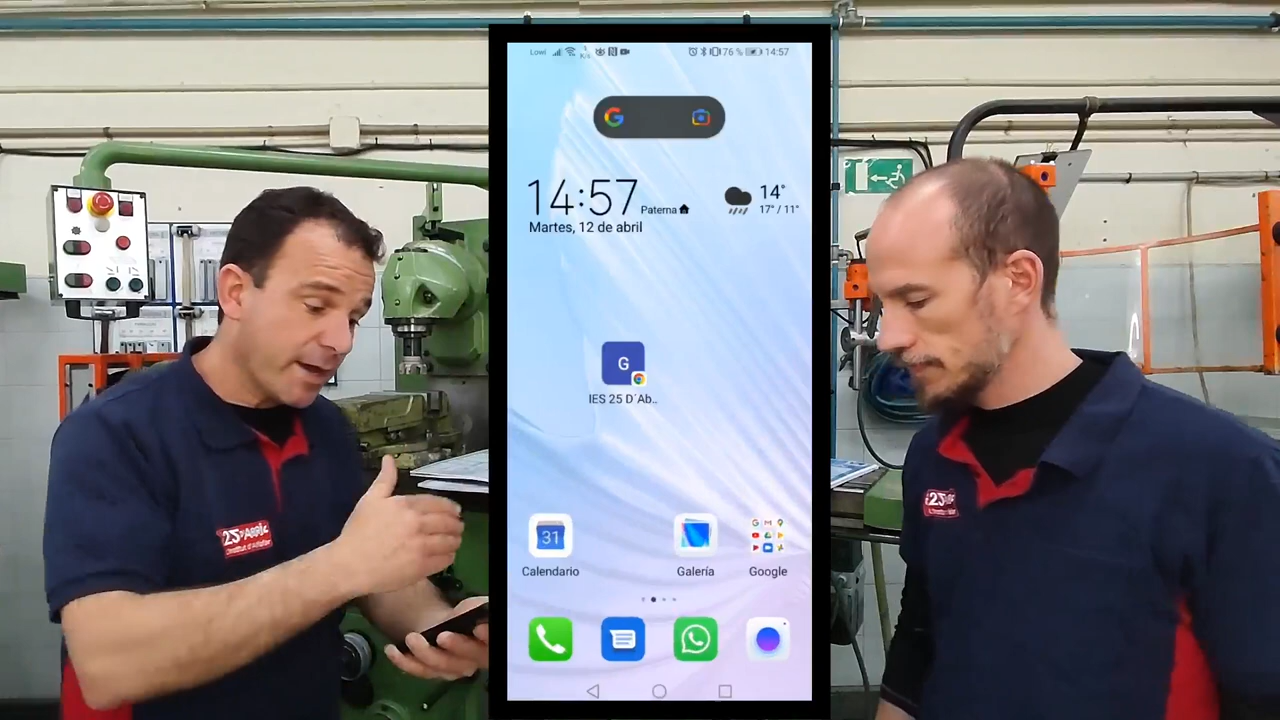 Lowi
76 %
14:57
14:57
Paterna
14°
17° / 11°
Martes, 12 de abril
G
IES 25 D´Ab..
31
Calendario
Galería
Google
25 d'Abril